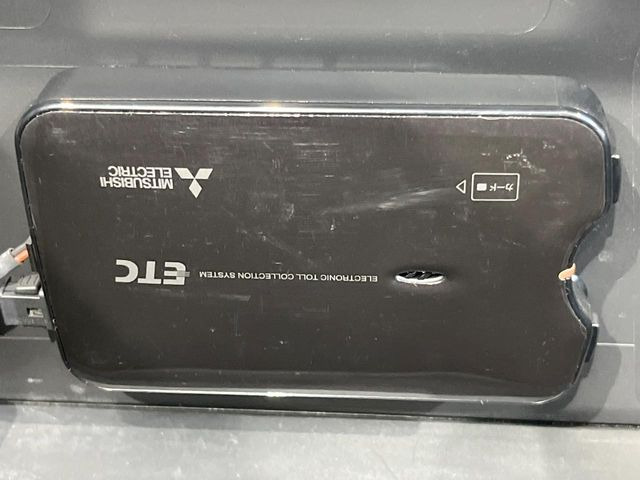 カード
MITSUBISHI
ELECTRIC
ELECTRONIC TOLL COLLECTION SYSTEM ETC